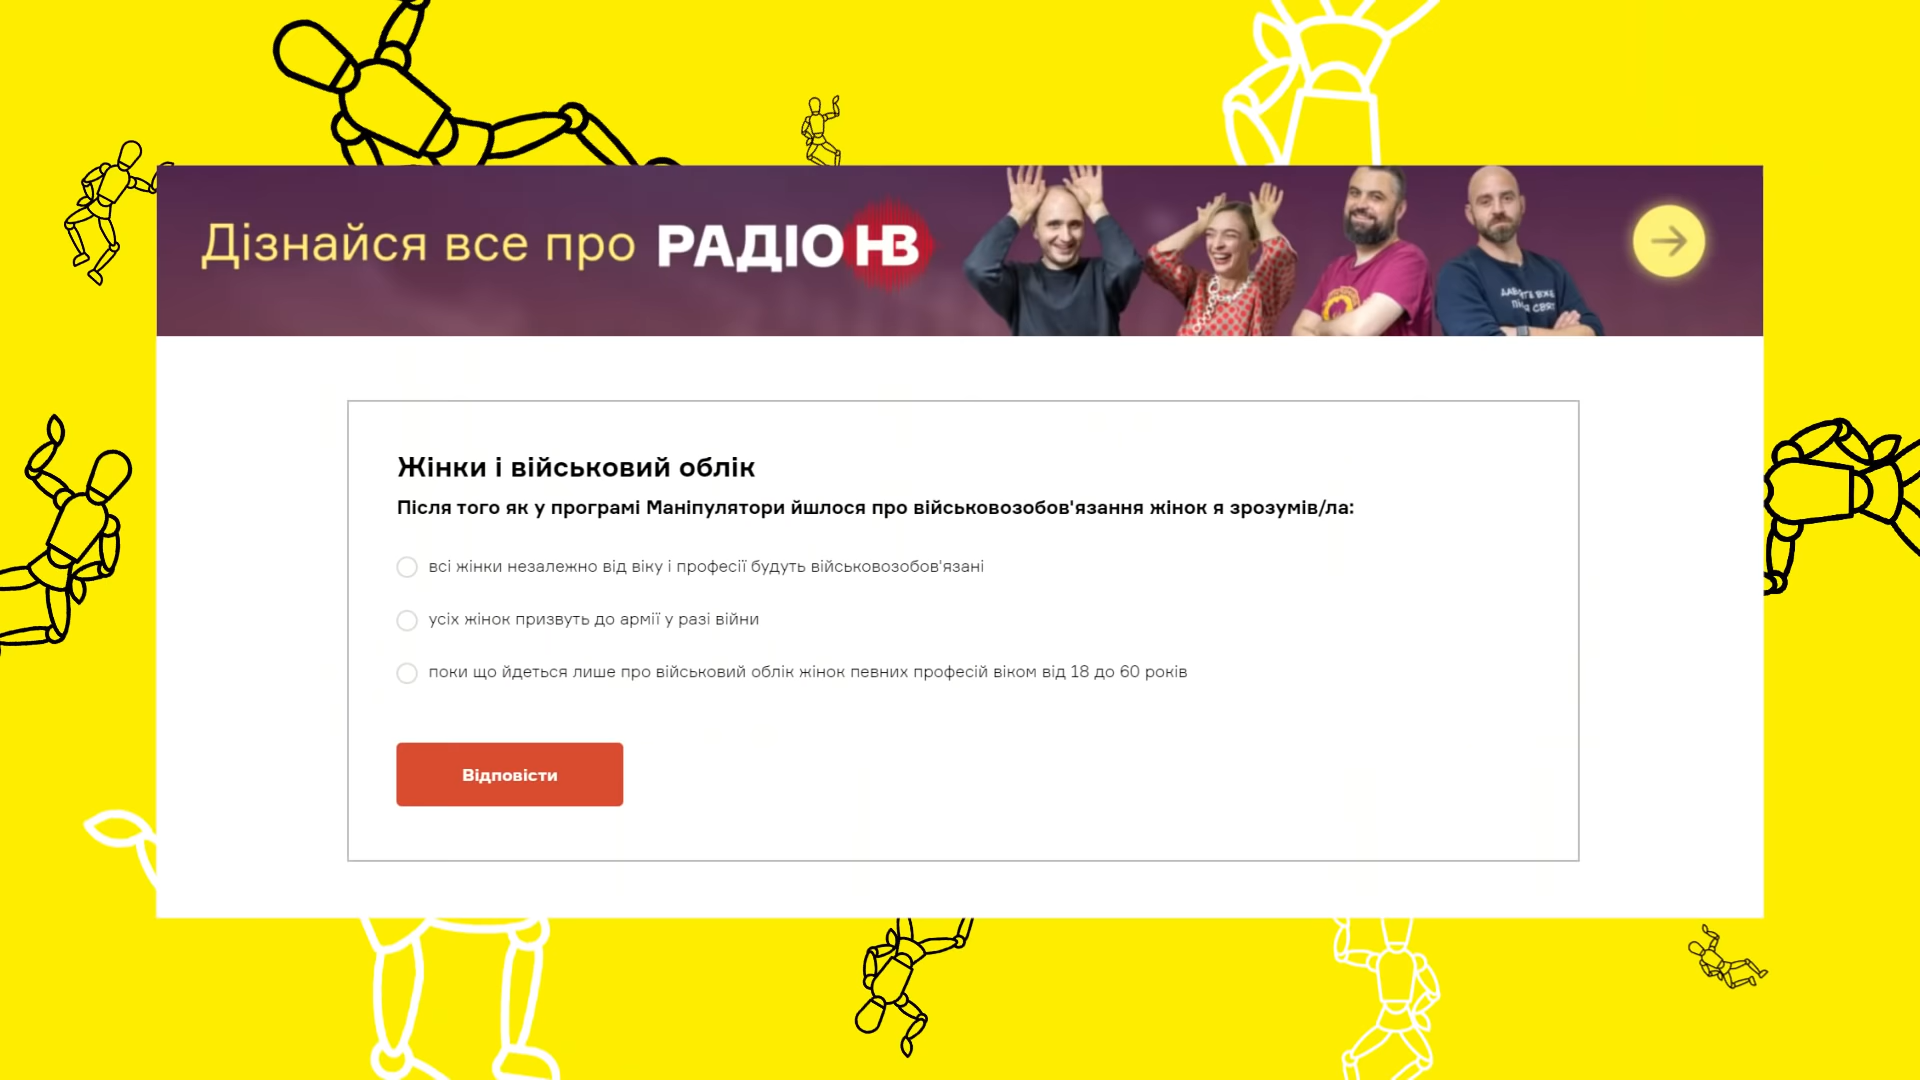 Дізнайся все про РАДІО НВ
Жінки і військовий облік
Після того як у програмі Маніпулятори йшлося про військовозобов'язання жінок я зрозумів/ла:
всі жінки незалежно від віку і професії будуть військовозобов'язані
усіх жінок призвуть до армії у разі війни
поки що йдеться лише про військовий облік жінок певних професій віком від 18 до 60 років
Відповісти